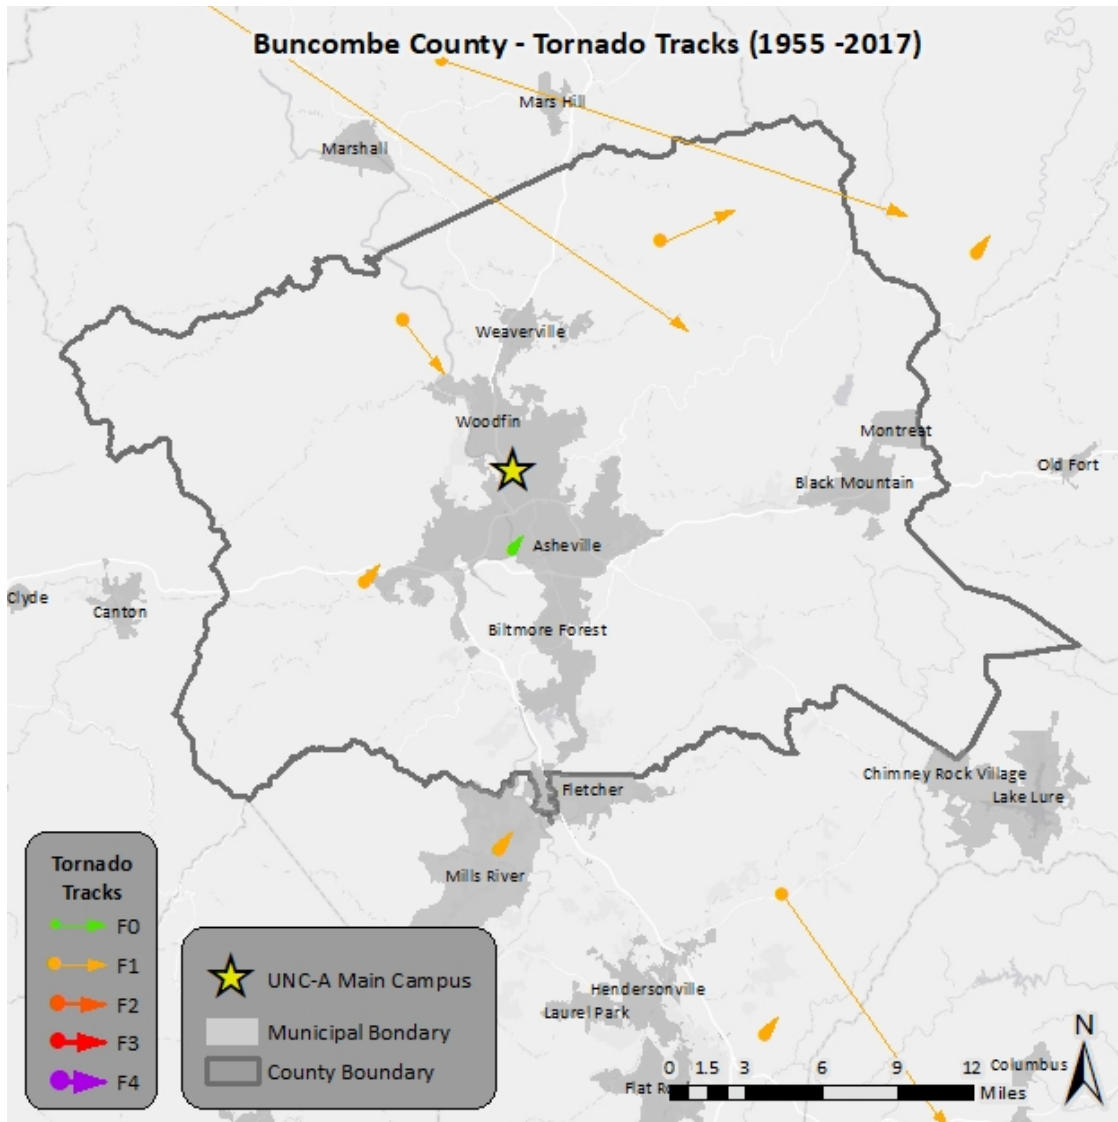 Buncombe County - Tornado Tracks (1955 -2017)
Mars Hill
Marshall
Weaverville
Woodfin
Montreat
Old Fort
Black Mountain
Asheville
Clyde
Canton
Biltmore Forest
Chimney Rock Village
Fletcher
Lake Lure
Mills River
Hendersonville
Laurel Park
Columbus
Flat
Tornado
Tracks
F0
F1
F2
F3
F4
UNC-A Main Campus
Municipal Bondary
County Boundary
N
0 1.5 3 6 9 12
Miles